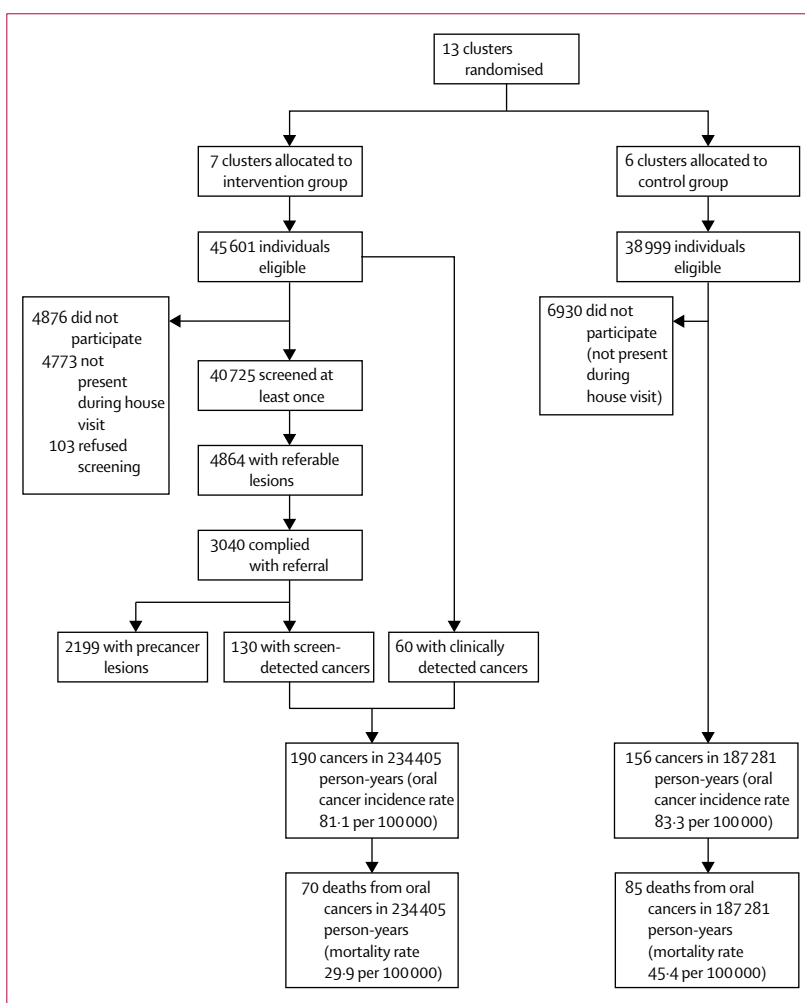 13 clusters
randomised
7 clusters allocated to
intervention group
6 clusters allocated to
control group
45 601 individuals
eligible
38 999 individuals
eligible
4876 did not
participate
4773 not
present
during house
visit
103 refused
screening
6930 did not
participate
(not present
during
house visit)
40 725 screened at
least once
4864 with referable
lesions
3040 complied
with referral
2199 with precancer
lesions
130 with screen-
detected cancers
60 with clinically
detected cancers
190 cancers in 234 405
person-years (oral
cancer incidence rate
81·1 per 100 000)
156 cancers in 187 281
person-years (oral
cancer incidence rate
83·3 per 100 000)
70 deaths from oral
cancers in 234 405
person-years
(mortality rate
29·9 per 100 000)
85 deaths from oral
cancers in 187 281
person-years
(mortality rate
45·4 per 100 000)